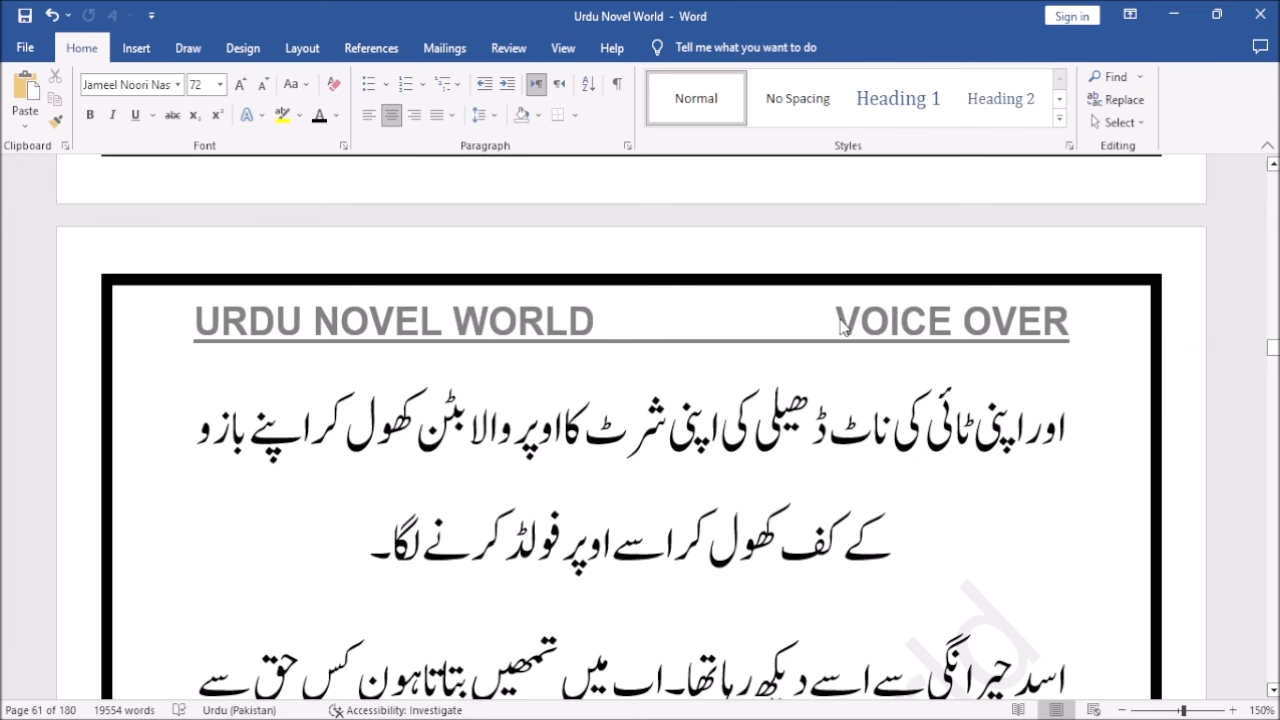 Urdu Novel World - Word
Sign in
File Home Insert Draw Design Layout References Mailings Review View Help Tell me what you want to do
Paste
Jameel Noori Nas 72
Normal No Spacing Heading 1 Heading 2
Find
Replace
Select
Clipboard Font Paragraph Styles Editing
URDU NOVEL WORLD VOICE OVER
اور اپنی ٹائی کی ناٹ ڈھیلی کی اپنی شرٹ کا اوپر والا بٹن کھول کر اپنے بازو
کے کف کھول کر اسے اوپر فولڈ کرنے لگا۔
اسد حیرانگی سے اسے دیکھ رہا تھا۔ اب میں تمھیں بتاتا ہون کس حق سے
Page 61 of 180 19554 words Urdu (Pakistan) Accessibility: Investigate 150%